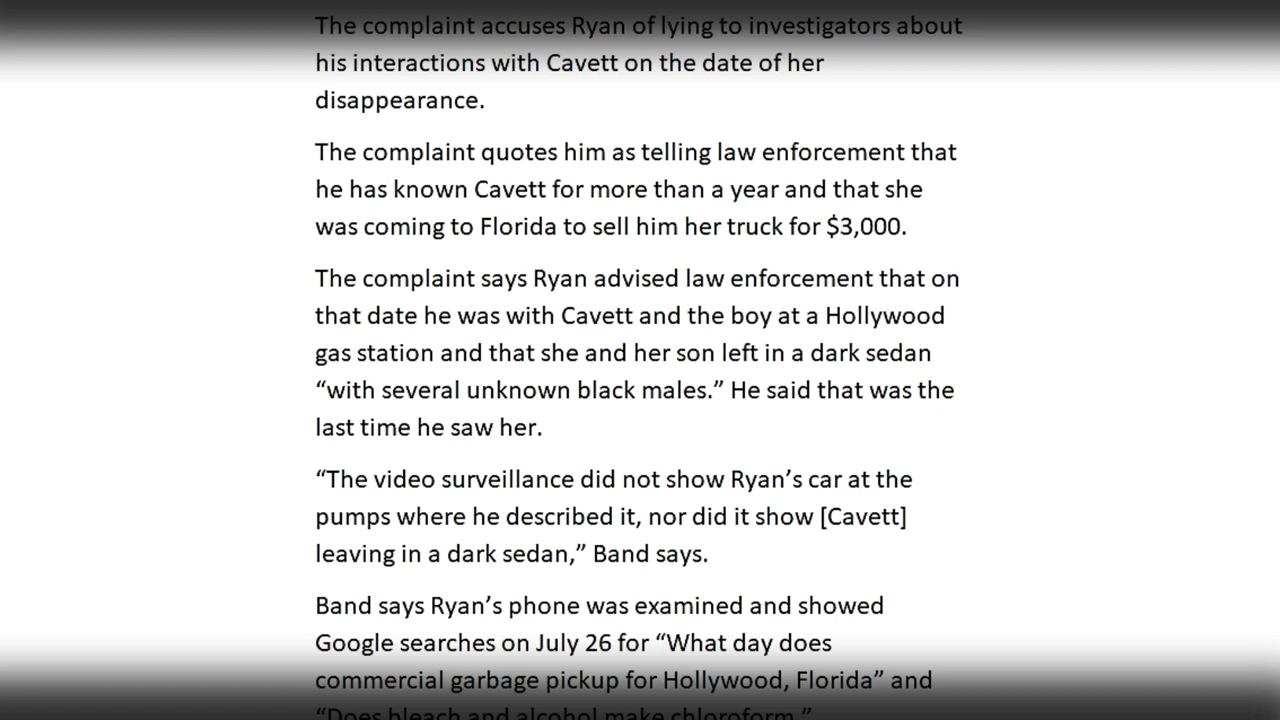 The complaint accuses Ryan of lying to investigators about
his interactions with Cavett on the date of her
disappearance.
The complaint quotes him as telling law enforcement that
he has known Cavett for more than a year and that she
was coming to Florida to sell him her truck for $3,000.
The complaint says Ryan advised law enforcement that on
that date he was with Cavett and the boy at a Hollywood
gas station and that she and her son left in a dark sedan
“with several unknown black males.” He said that was the
last time he saw her.
“The video surveillance did not show Ryan’s car at the
pumps where he described it, nor did it show [Cavett]
leaving in a dark sedan,” Band says.
Band says Ryan’s phone was examined and showed
Google searches on July 26 for “What day does
commercial garbage pickup for Hollywood, Florida” and
“Does bleach and alcohol make chloroform.”